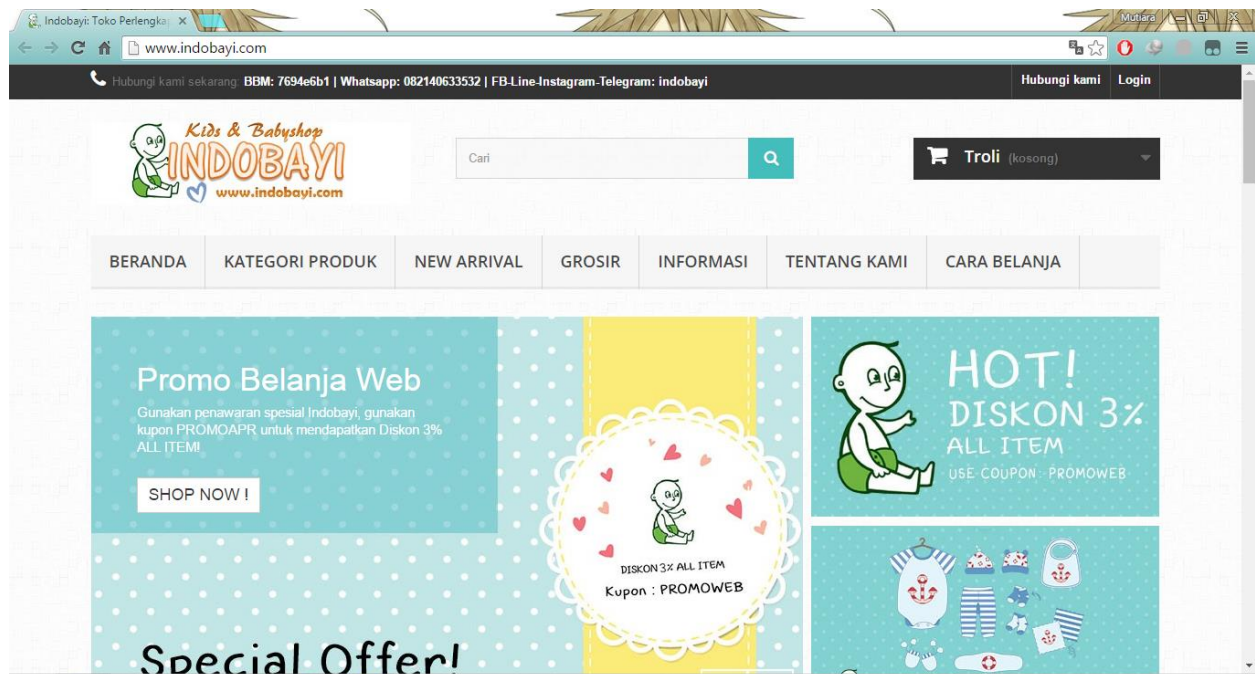 Indobayi: Toko Perlengka
Mutiara
www.indobayi.com
Hubungi kami sekarang: BBM: 7694e6b1 | Whatsapp: 082140633532 | FB-Line-Instagram-Telegram: indobayi
Hubungi kami
Login
Kids & Babyshop
INDOBAYI
www.indobayi.com
Cari
Troli (kosong)
BERANDA
KATEGORI PRODUK
NEW ARRIVAL
GROSIR
INFORMASI
TENTANG KAMI
CARA BELANJA
Promo Belanja Web
Gunakan penawaran spesial Indobayi, gunakan
kupon PROMOAPR untuk mendapatkan Diskon 3%
ALL ITEM!
SHOP NOW !
DISKON 3% ALL ITEM
Kupon : PROMOWEB
Special Offer!
HOT!
DISKON 3%
ALL ITEM
USE COUPON : PROMOWEB